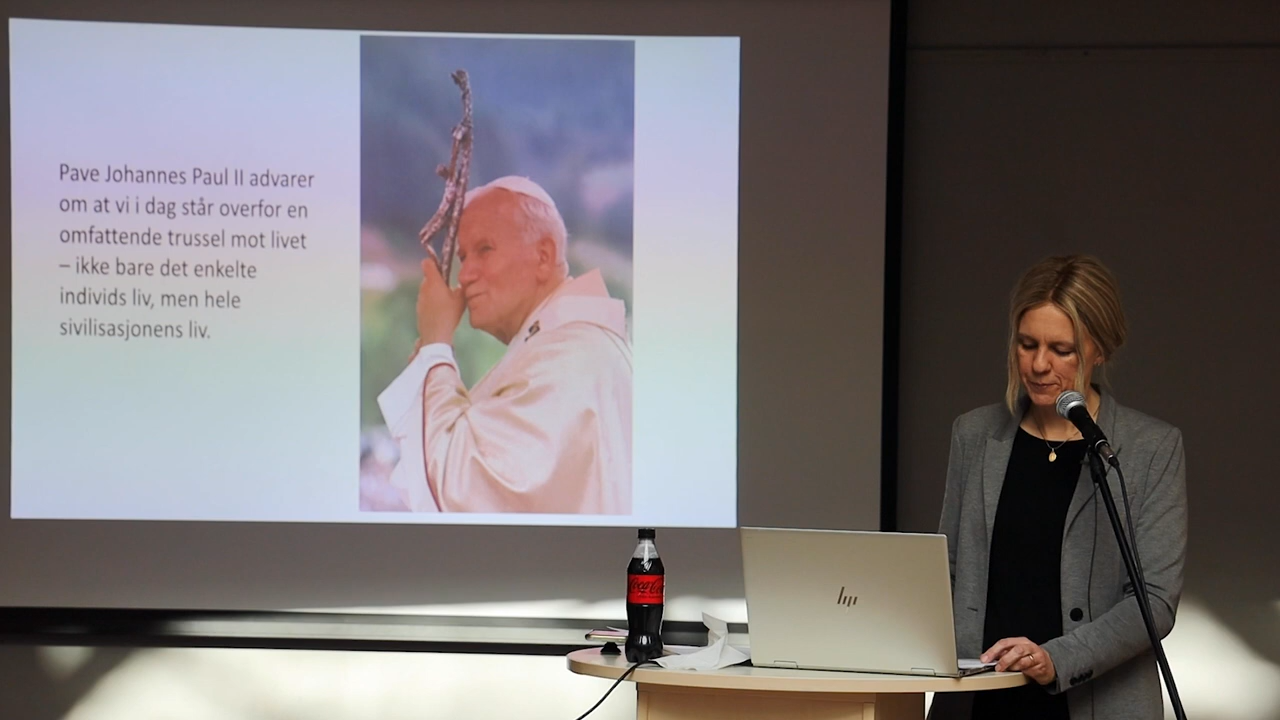 Pave Johannes Paul II advarer
om at vi i dag står overfor en
omfattende trussel mot livet
– ikke bare det enkelte
individs liv, men hele
sivilisasjonens liv.
Coca-Cola
hp